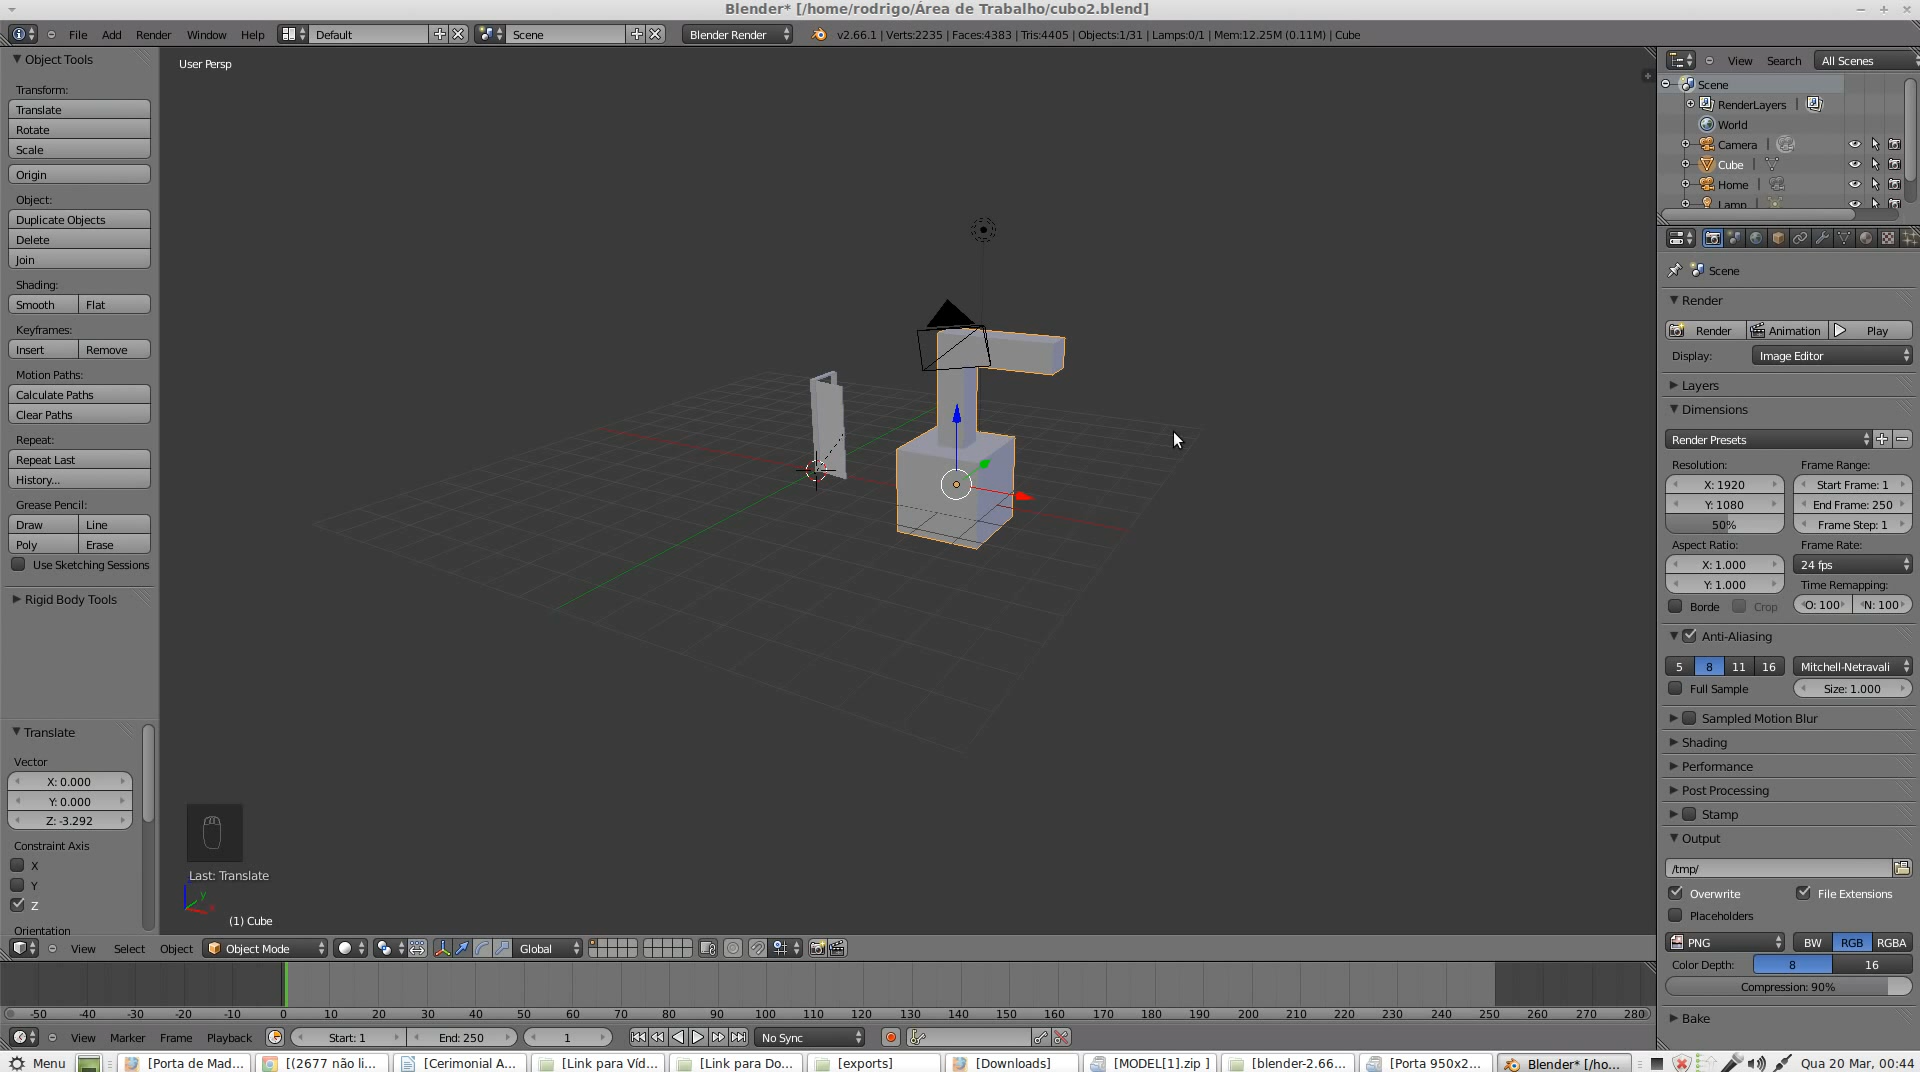 Blender* [/home/rodrigo/Área de Trabalho/cubo2.blend]
File Add Render Window Help Default Scene Blender Render v2.66.1 | Verts:2235 | Faces:4383 | Tris:4405 | Objects:1/31 | Lamps:0/1 | Mem:12.25M (0.11M) | Cube
Object Tools
Transform:
Translate
Rotate
Scale
Origin
Object:
Duplicate Objects
Delete
Join
Shading:
Smooth Flat
Keyframes:
Insert Remove
Motion Paths:
Calculate Paths
Clear Paths
Repeat:
Repeat Last
History...
Grease Pencil:
Draw Line
Poly Erase
Use Sketching Sessions
Rigid Body Tools
Translate
Vector
X: 0.000
Y: 0.000
Z: -3.292
Constraint Axis
X
Y
Z
Orientation
User Persp
Last: Translate
(1) Cube
View Select Object Object Mode Global
View Search All Scenes
Scene
RenderLayers
World
Camera
Cube
Home
Lamp
Scene
Render
Render Animation Play
Display: Image Editor
Layers
Dimensions
Render Presets
Resolution: Frame Range:
X: 1920 Start Frame: 1
Y: 1080 End Frame: 250
50% Frame Step: 1
Aspect Ratio: Frame Rate:
X: 1.000 24 fps
Y: 1.000 Time Remapping:
Borde Crop O: 100 N: 100
Anti-Aliasing
5 8 11 16 Mitchell-Netravali
Full Sample Size: 1.000
Sampled Motion Blur
Shading
Performance
Post Processing
Stamp
Output
/tmp/
Overwrite File Extensions
Placeholders
PNG BW RGB RGBA
Color Depth: 8 16
Compression: 90%
Bake
-50 -40 -30 -20 -10 0 10 20 30 40 50 60 70 80 90 100 110 120 130 140 150 160 170 180 190 200 210 220 230 240 250 260 270 280
View Marker Frame Playback Start: 1 End: 250 1 No Sync
Menu [Porta de Mad... [(2677 não li... [Cerimonial A... [Link para Víd... [Link para Do... [exports] [Downloads] [MODEL[1].zip ] [blender-2.66... [Porta 950x2... Blender* [/ho... Qua 20 Mar, 00:44